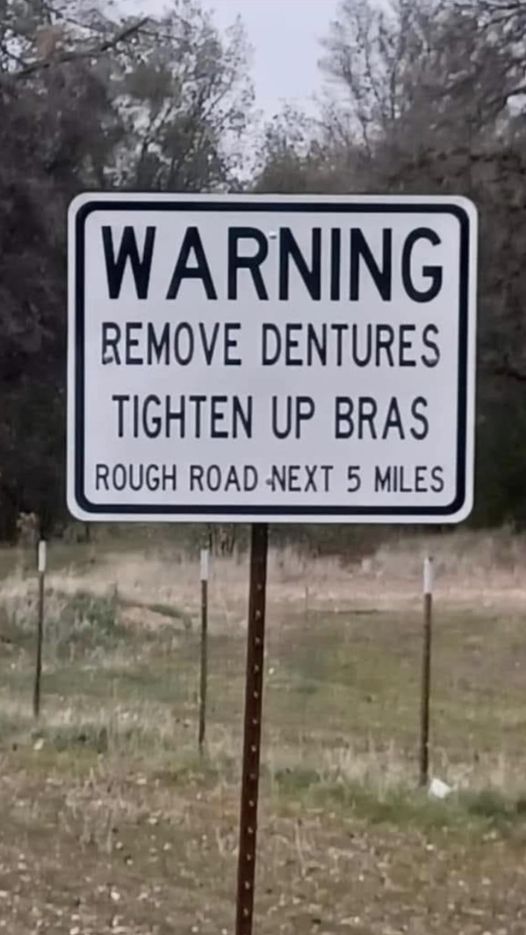 WARNING
REMOVE DENTURES
TIGHTEN UP BRAS
ROUGH ROAD NEXT 5 MILES